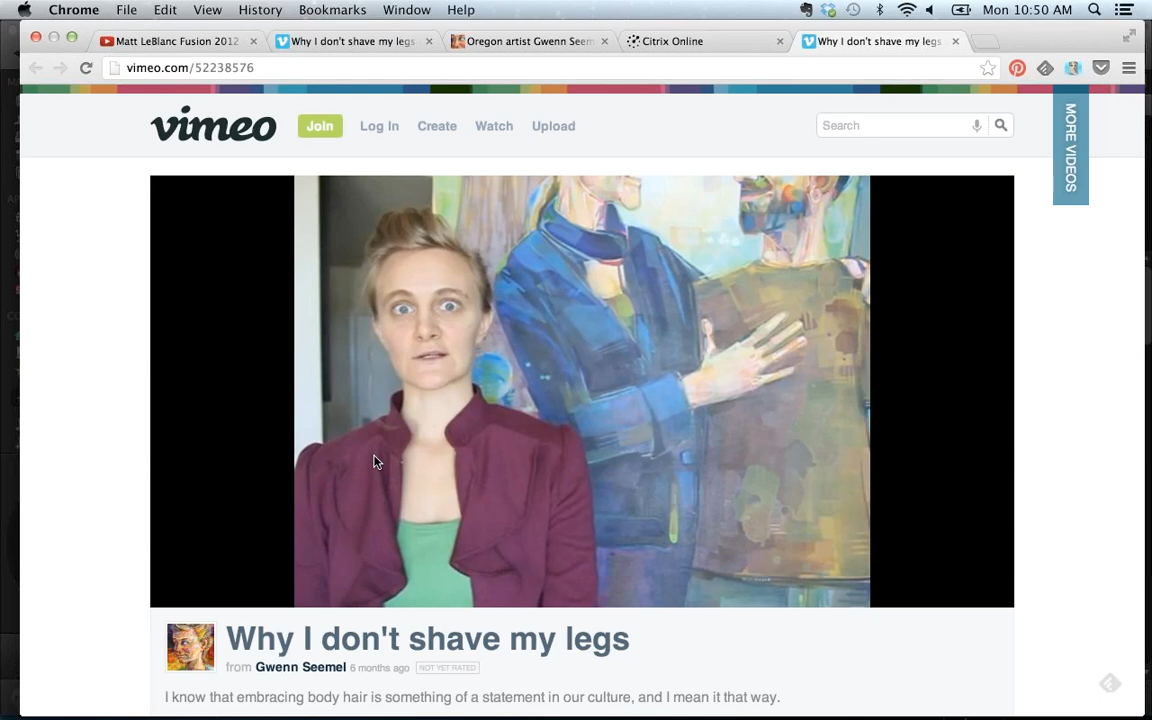 Chrome File Edit View History Bookmarks Window Help Mon 10:50 AM
Matt LeBlanc Fusion 2012 Why I don't shave my legs Oregon artist Gwenn Seem Citrix Online Why I don't shave my legs
vimeo.com/52238576
vimeo Join Log In Create Watch Upload Search
MORE VIDEOS
Why I don't shave my legs
from Gwenn Seemel 6 months ago NOT YET RATED
I know that embracing body hair is something of a statement in our culture, and I mean it that way.